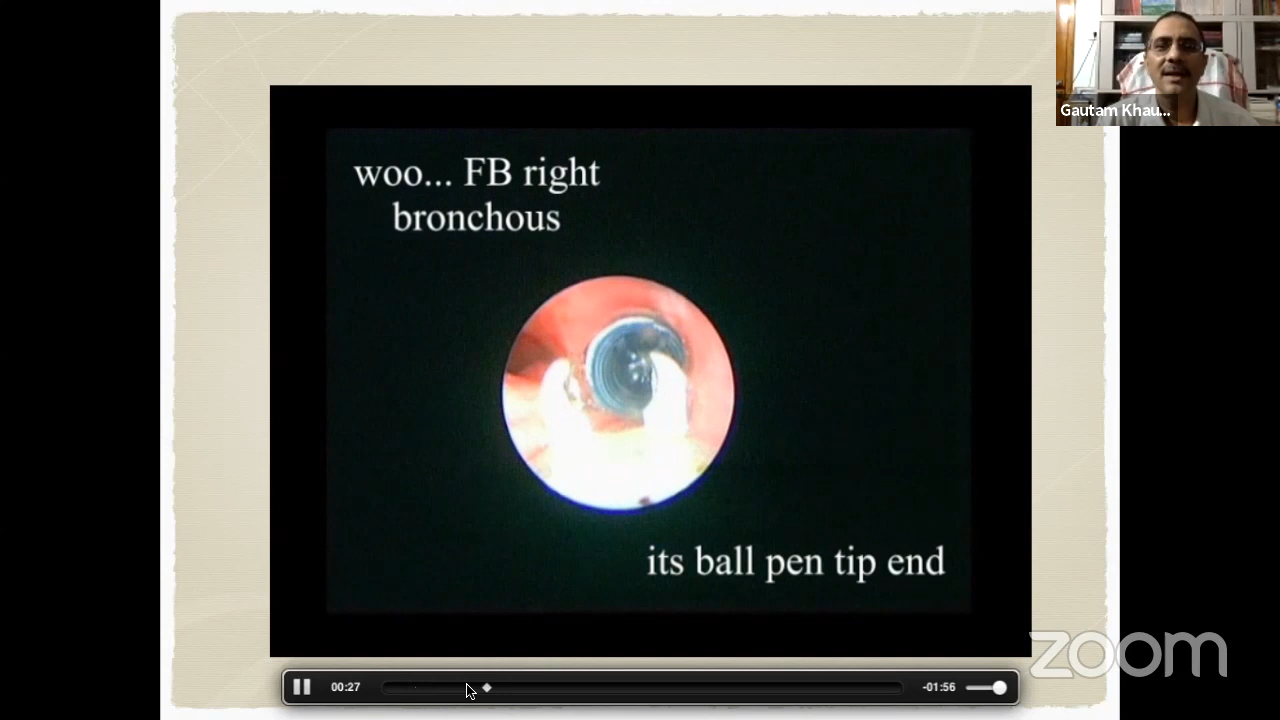 Gautam Khau...
woo... FB right
bronchous
its ball pen tip end
zoom
00:27
-01:56